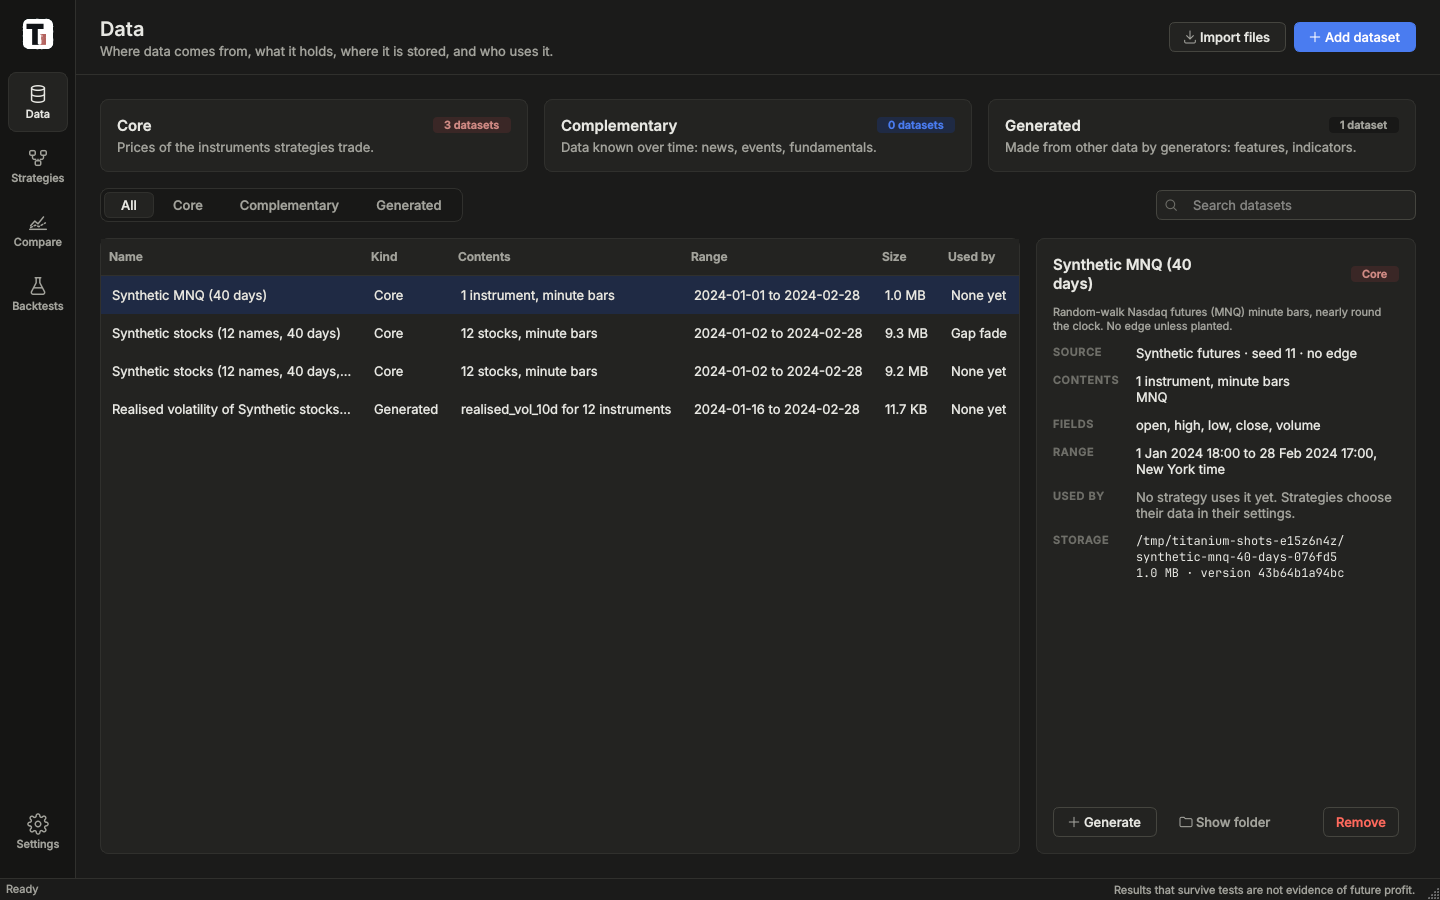 Ti
Data
Where data comes from, what it holds, where it is stored, and who uses it.
Import files
Add dataset
Data
Strategies
Compare
Backtests
Settings
Core
3 datasets
Prices of the instruments strategies trade.
Complementary
0 datasets
Data known over time: news, events, fundamentals.
Generated
1 dataset
Made from other data by generators: features, indicators.
All Core Complementary Generated
Search datasets
Name Kind Contents Range Size Used by
Synthetic MNQ (40 days) Core 1 instrument, minute bars 2024-01-01 to 2024-02-28 1.0 MB None yet
Synthetic stocks (12 names, 40 days) Core 12 stocks, minute bars 2024-01-02 to 2024-02-28 9.3 MB Gap fade
Synthetic stocks (12 names, 40 days,... Core 12 stocks, minute bars 2024-01-02 to 2024-02-28 9.2 MB None yet
Realised volatility of Synthetic stocks... Generated realised_vol_10d for 12 instruments 2024-01-16 to 2024-02-28 11.7 KB None yet
Synthetic MNQ (40
days)
Core
Random-walk Nasdaq futures (MNQ) minute bars, nearly round
the clock. No edge unless planted.
SOURCE Synthetic futures · seed 11 · no edge
CONTENTS 1 instrument, minute bars
MNQ
FIELDS open, high, low, close, volume
RANGE 1 Jan 2024 18:00 to 28 Feb 2024 17:00,
New York time
USED BY No strategy uses it yet. Strategies choose
their data in their settings.
STORAGE /tmp/titanium-shots-e15z6n4z/
synthetic-mnq-40-days-076fd5
1.0 MB · version 43b64b1a94bc
Generate
Show folder
Remove
Ready
Results that survive tests are not evidence of future profit.